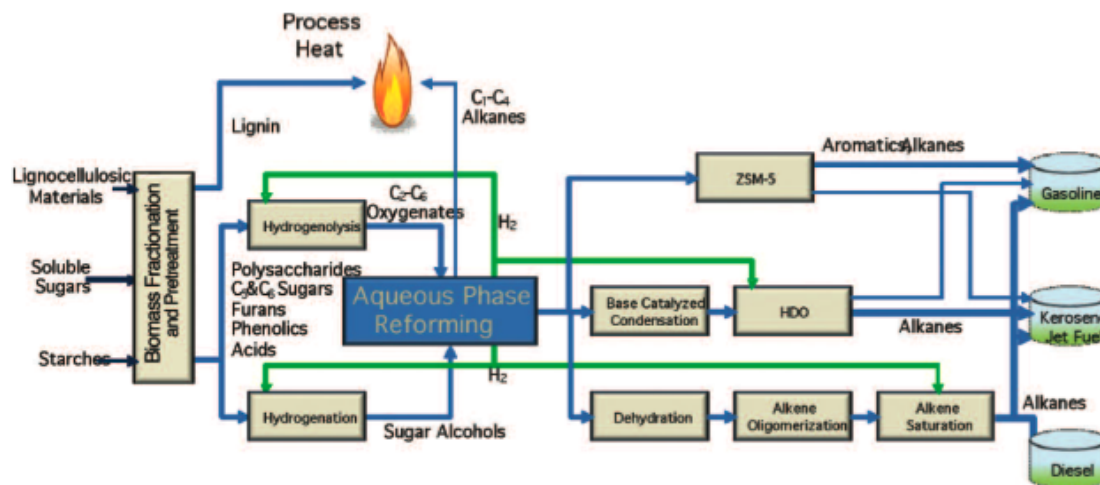 Process
Heat
C₁-C₄
Alkanes
Lignin
Lignocellulosic
Materials
Soluble
Sugars
Starches
Biomass Fractionation
and Pretreatment
Hydrogenolysis
C₂-C₆
Oxygenates
H₂
Polysaccharides
C₅&C₆ Sugars
Furans
Phenolics
Acids
Aqueous Phase
Reforming
H₂
Hydrogenation
Sugar Alcohols
ZSM-5
Aromatics, Alkanes
Gasoline
Base Catalyzed
Condensation
HDO
Alkanes
Kerosene
Jet Fuel
Dehydration
Alkene
Oligomerization
Alkene
Saturation
Alkanes
Diesel